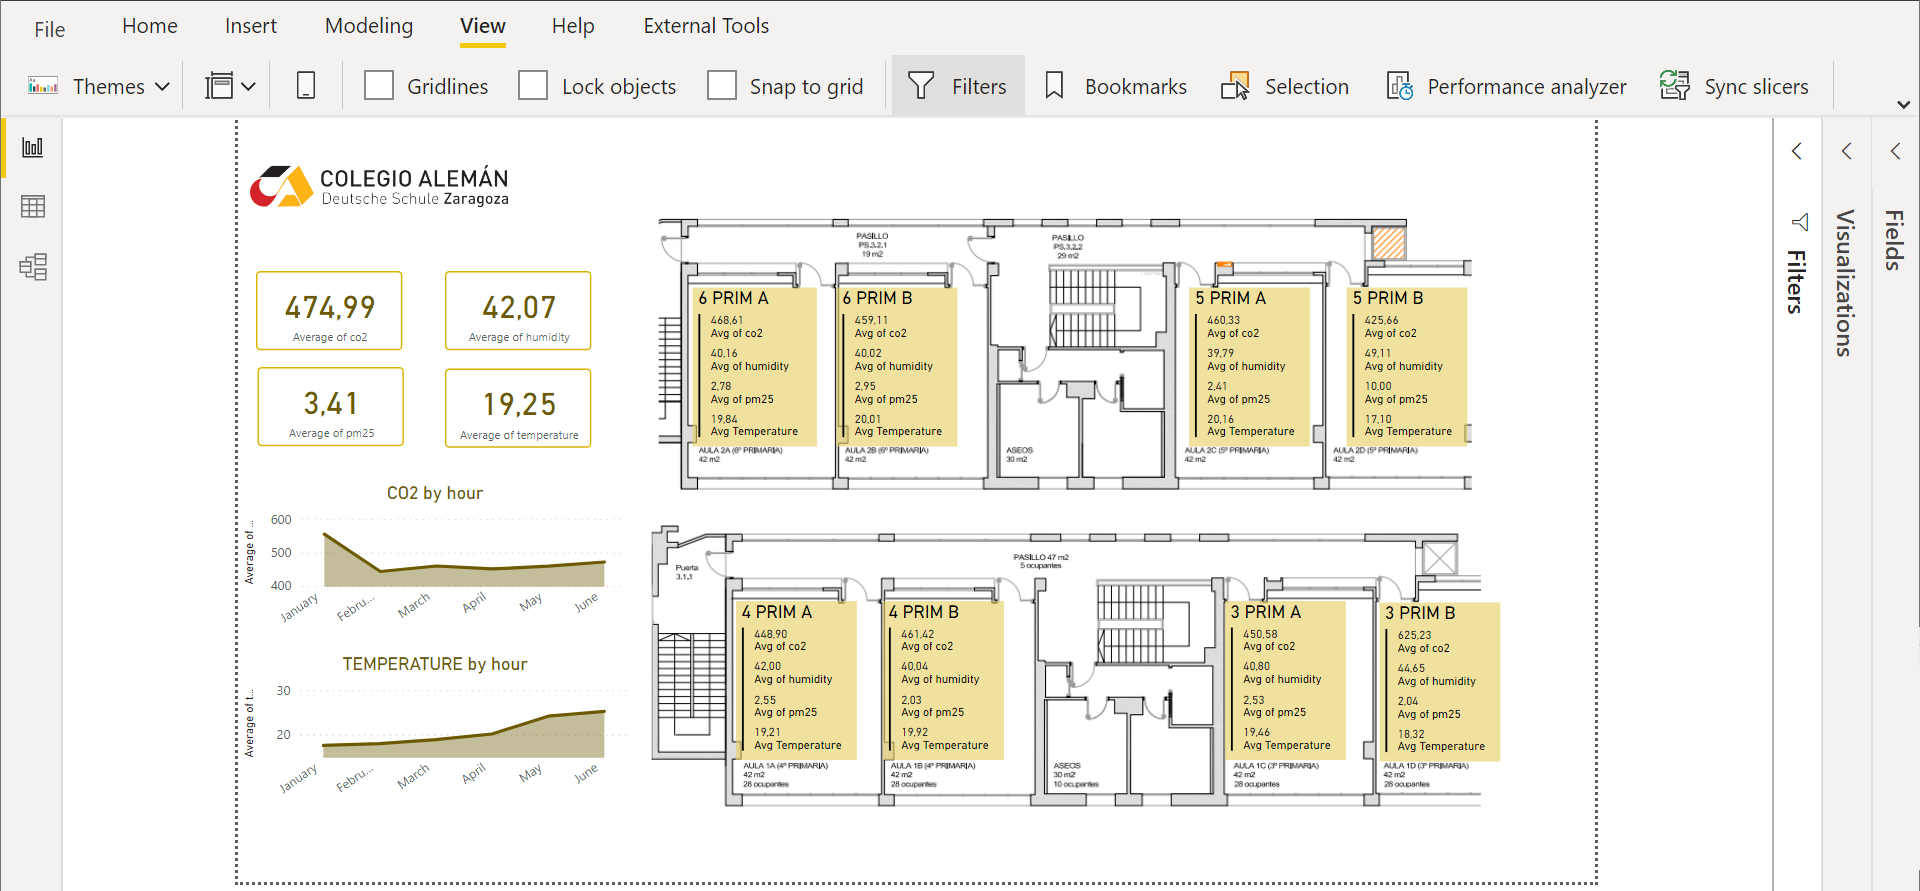 File Home Insert Modeling View Help External Tools
Themes Gridlines Lock objects Snap to grid Filters Bookmarks Selection Performance analyzer Sync slicers
COLEGIO ALEMÁN
Deutsche Schule Zaragoza
474,99
Average of co2
42,07
Average of humidity
3,41
Average of pm25
19,25
Average of temperature
CO2 by hour
Average of ...
600
500
400
January Febru... March April May June
TEMPERATURE by hour
Average of t...
30
20
January Febru... March April May June
PASILLO
PS.3.2.1
19 m2
PASILLO
PS.3.2.2
29 m2
6 PRIM A
468,61
Avg of co2
40,16
Avg of humidity
2,78
Avg of pm25
19,84
Avg Temperature
AULA 2A (6º PRIMARIA)
42 m2
6 PRIM B
459,11
Avg of co2
40,02
Avg of humidity
2,95
Avg of pm25
20,01
Avg Temperature
AULA 2B (6º PRIMARIA)
42 m2
ASEOS
30 m2
5 PRIM A
460,33
Avg of co2
39,79
Avg of humidity
2,41
Avg of pm25
20,16
Avg Temperature
AULA 2C (5º PRIMARIA)
42 m2
5 PRIM B
425,66
Avg of co2
49,11
Avg of humidity
10,00
Avg of pm25
17,10
Avg Temperature
AULA 2D (5º PRIMARIA)
42 m2
Puerta
3.1.1
PASILLO 47 m2
5 ocupantes
4 PRIM A
448,90
Avg of co2
42,00
Avg of humidity
2,55
Avg of pm25
19,21
Avg Temperature
AULA 1A (4º PRIMARIA)
42 m2
28 ocupantes
4 PRIM B
461,42
Avg of co2
40,04
Avg of humidity
2,03
Avg of pm25
19,92
Avg Temperature
AULA 1B (4º PRIMARIA)
42 m2
28 ocupantes
ASEOS
30 m2
10 ocupantes
3 PRIM A
450,58
Avg of co2
40,80
Avg of humidity
2,53
Avg of pm25
19,46
Avg Temperature
AULA 1C (3º PRIMARIA)
42 m2
28 ocupantes
3 PRIM B
625,23
Avg of co2
44,65
Avg of humidity
2,04
Avg of pm25
18,32
Avg Temperature
AULA 1D (3º PRIMARIA)
42 m2
28 ocupantes
Filters
Visualizations
Fields